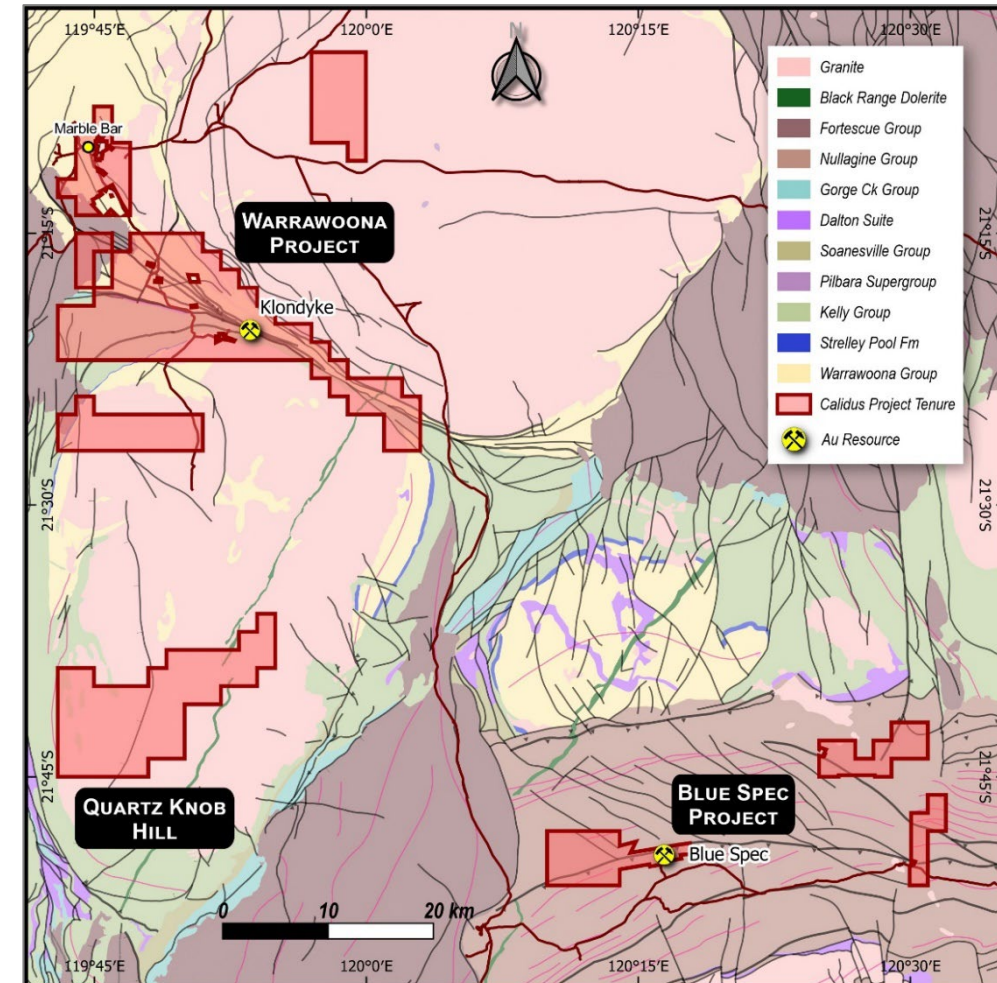 119°45'E
120°0'E
120°15'E
120°30'E
N
Granite
Black Range Dolerite
Fortescue Group
Nullagine Group
Gorge Ck Group
Dalton Suite
Soanesville Group
Pilbara Supergroup
Kelly Group
Strelley Pool Fm
Warrawoona Group
Calidus Project Tenure
Au Resource
Marble Bar
21°15'S
WARRAWOONA
PROJECT
21°15'S
Klondyke
21°30'S
21°30'S
21°45'S
21°45'S
QUARTZ KNOB
HILL
BLUE SPEC
PROJECT
Blue Spec
0
10
20 km
119°45'E
120°0'E
120°15'E
120°30'E